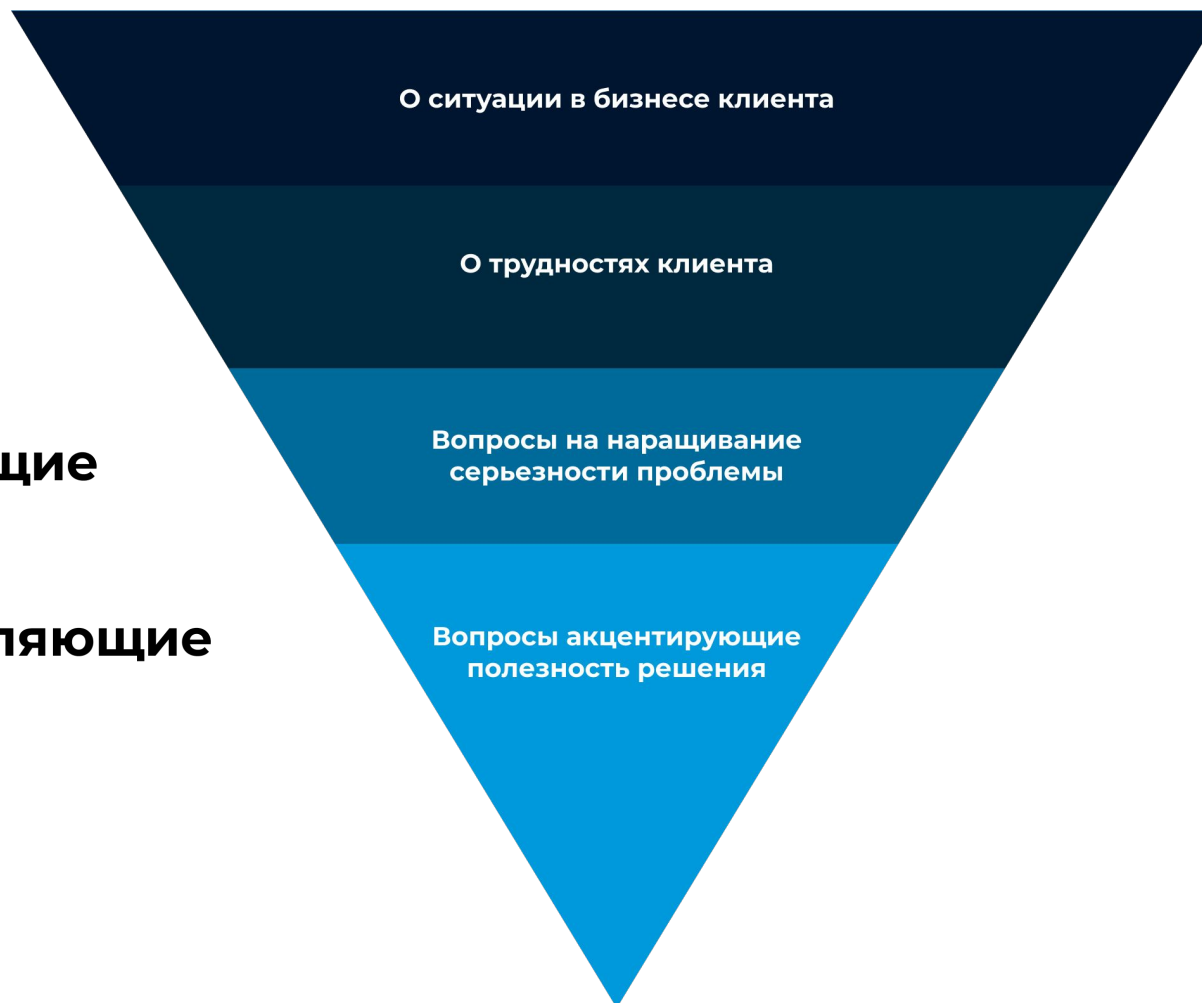 О ситуации в бизнесе клиента
О трудностях клиента
Вопросы на наращивание
серьезности проблемы
щие
Вопросы акцентирующие
полезность решения
ляющие